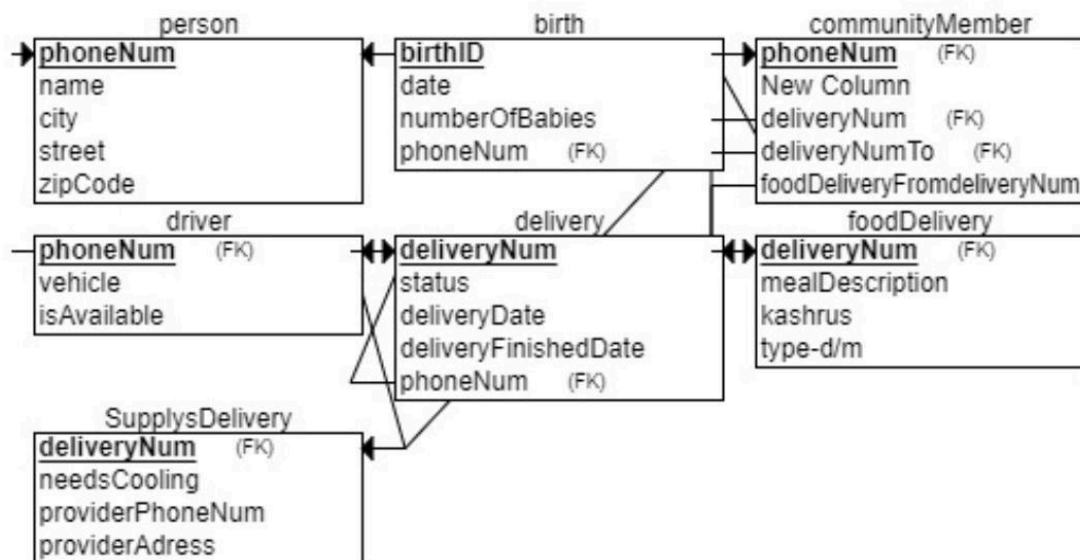 person
phoneNum
name
city
street
zipCode
birth
birthID
date
numberOfBabies
phoneNum (FK)
communityMember
phoneNum (FK)
New Column
deliveryNum (FK)
deliveryNumTo (FK)
foodDeliveryFromdeliveryNum
driver
phoneNum (FK)
vehicle
isAvailable
delivery
deliveryNum
status
deliveryDate
deliveryFinishedDate
phoneNum (FK)
foodDelivery
deliveryNum (FK)
mealDescription
kashrus
type-d/m
SupplysDelivery
deliveryNum (FK)
needsCooling
providerPhoneNum
providerAdress